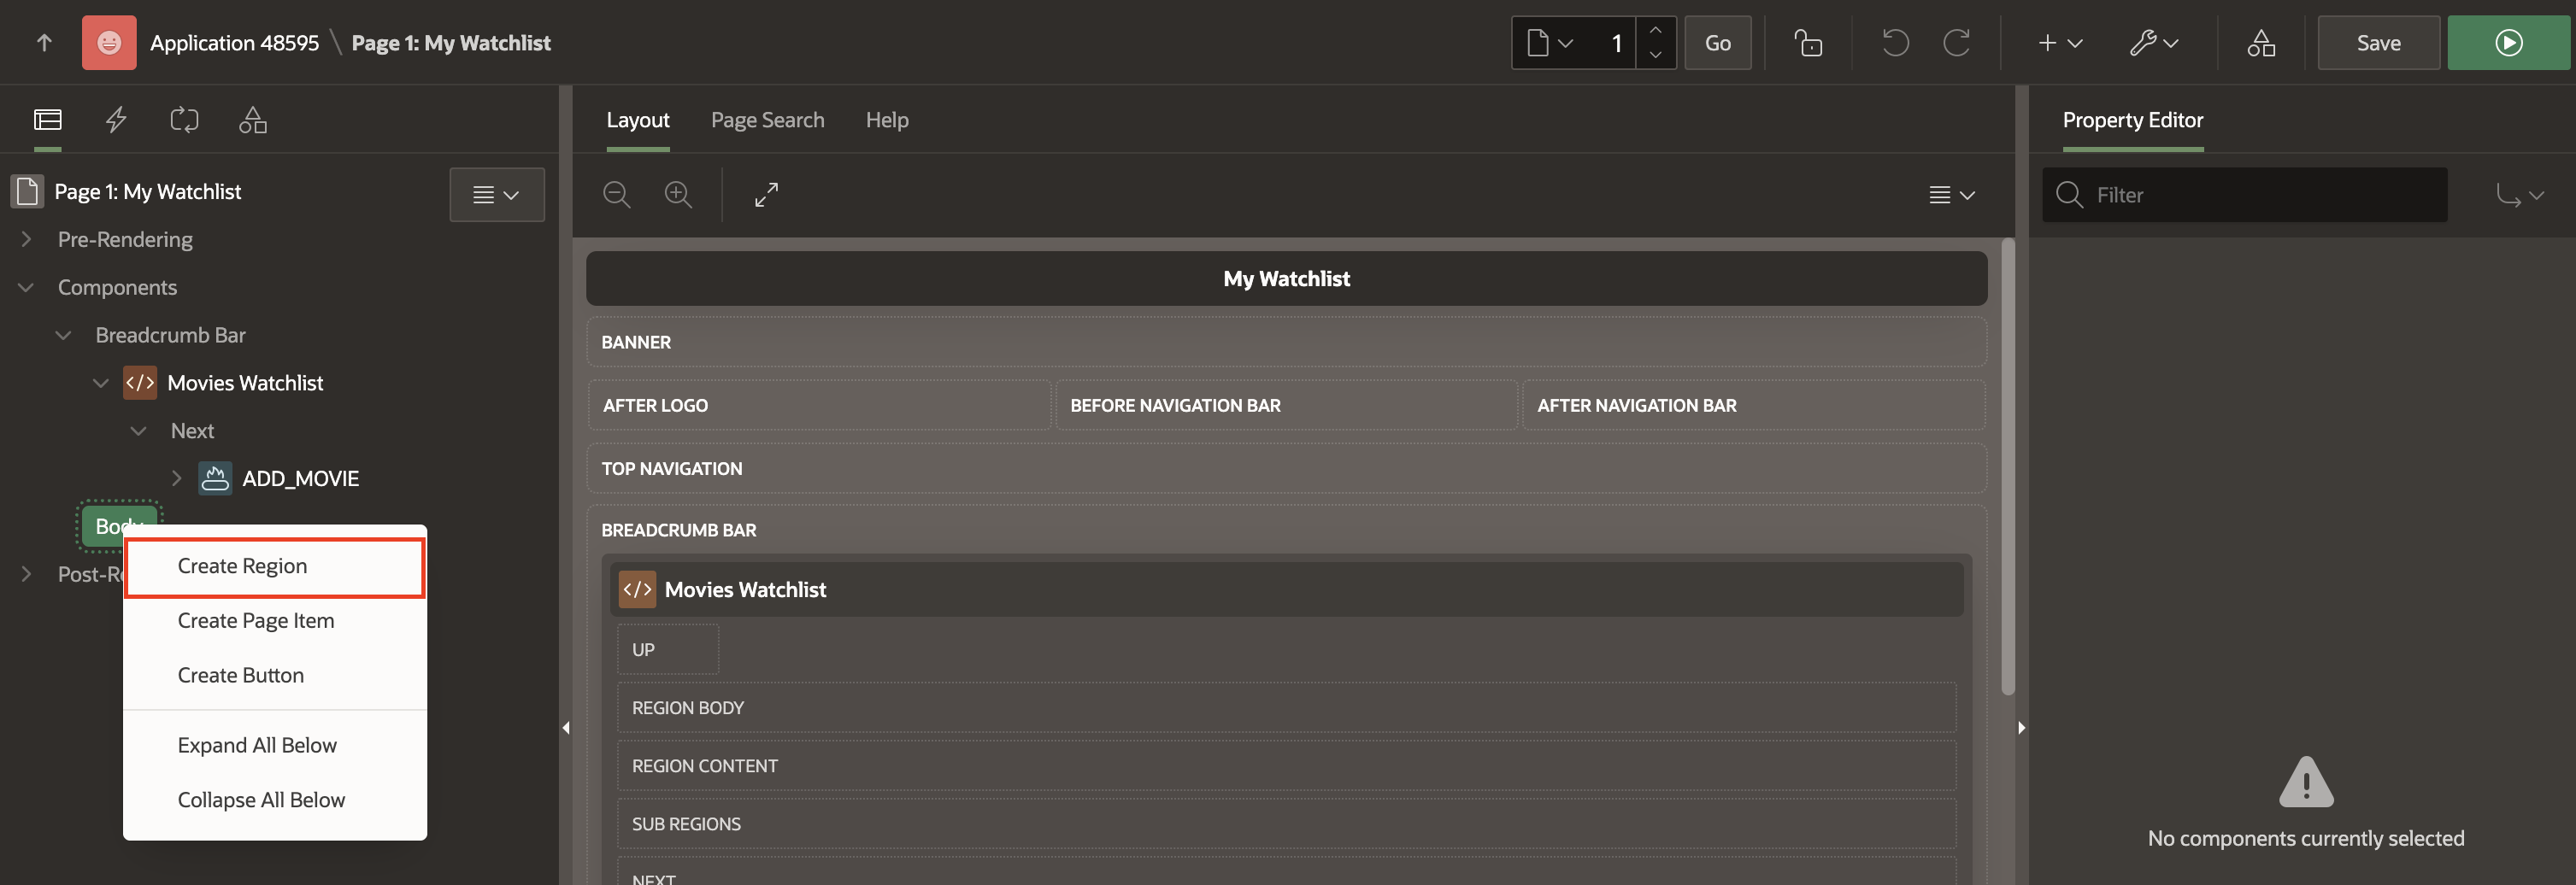 Application 48595 \ Page 1: My Watchlist
1
Go
Save
Layout
Page Search
Help
Property Editor
Page 1: My Watchlist
Filter
Pre-Rendering
Components
Breadcrumb Bar
Movies Watchlist
Next
ADD_MOVIE
Body
Create Region
Create Page Item
Create Button
Expand All Below
Collapse All Below
My Watchlist
BANNER
AFTER LOGO
BEFORE NAVIGATION BAR
AFTER NAVIGATION BAR
TOP NAVIGATION
BREADCRUMB BAR
</> Movies Watchlist
UP
REGION BODY
REGION CONTENT
SUB REGIONS
NEXT
No components currently selected